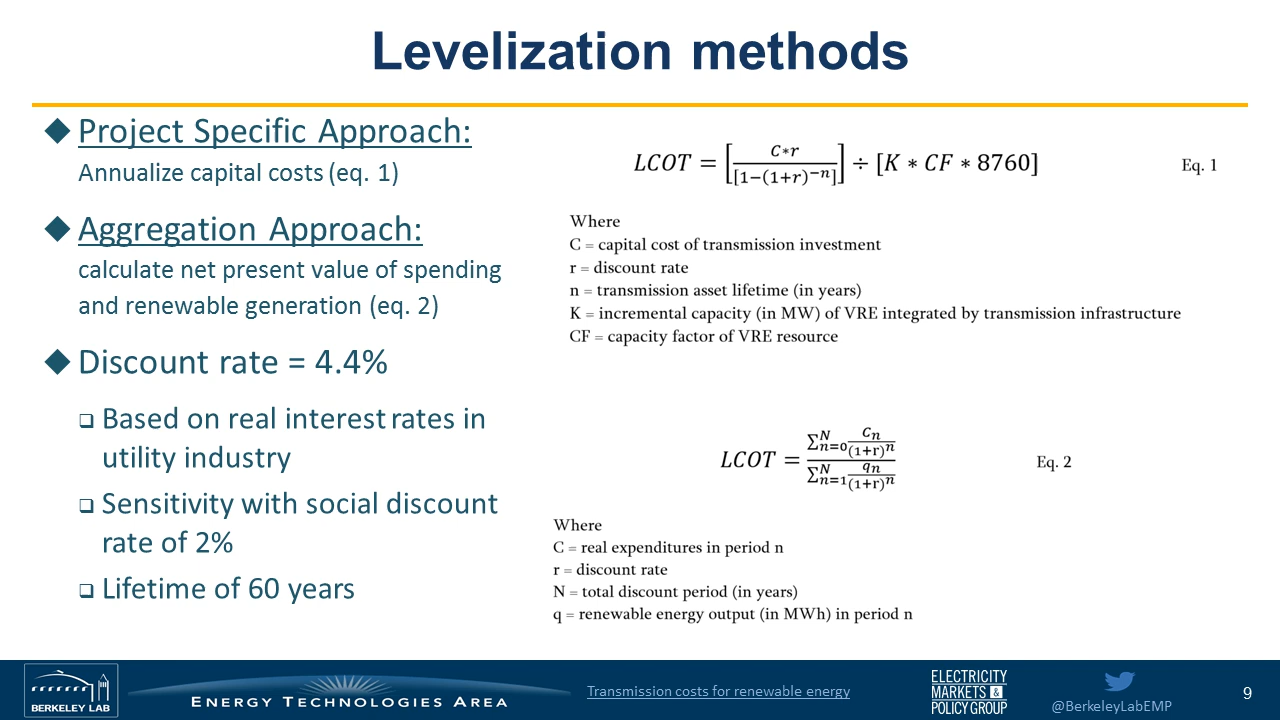 Levelization methods
Project Specific Approach:
Annualize capital costs (eq. 1)
Aggregation Approach:
calculate net present value of spending
and renewable generation (eq. 2)
Discount rate = 4.4%
Based on real interest rates in
utility industry
Sensitivity with social discount
rate of 2%
Lifetime of 60 years
LCOT = [C∗r / [1−(1+r)^−n]] ÷ [K ∗ CF ∗ 8760] Eq. 1
Where
C = capital cost of transmission investment
r = discount rate
n = transmission asset lifetime (in years)
K = incremental capacity (in MW) of VRE integrated by transmission infrastructure
CF = capacity factor of VRE resource
LCOT = (∑_{n=0}^{N} C_n / (1+r)^n) / (∑_{n=1}^{N} q_n / (1+r)^n) Eq. 2
Where
C = real expenditures in period n
r = discount rate
N = total discount period (in years)
q = renewable energy output (in MWh) in period n
BERKELEY LAB
ENERGY TECHNOLOGIES AREA
Transmission costs for renewable energy
ELECTRICITY
MARKETS &
POLICY GROUP
@BerkeleyLabEMP
9